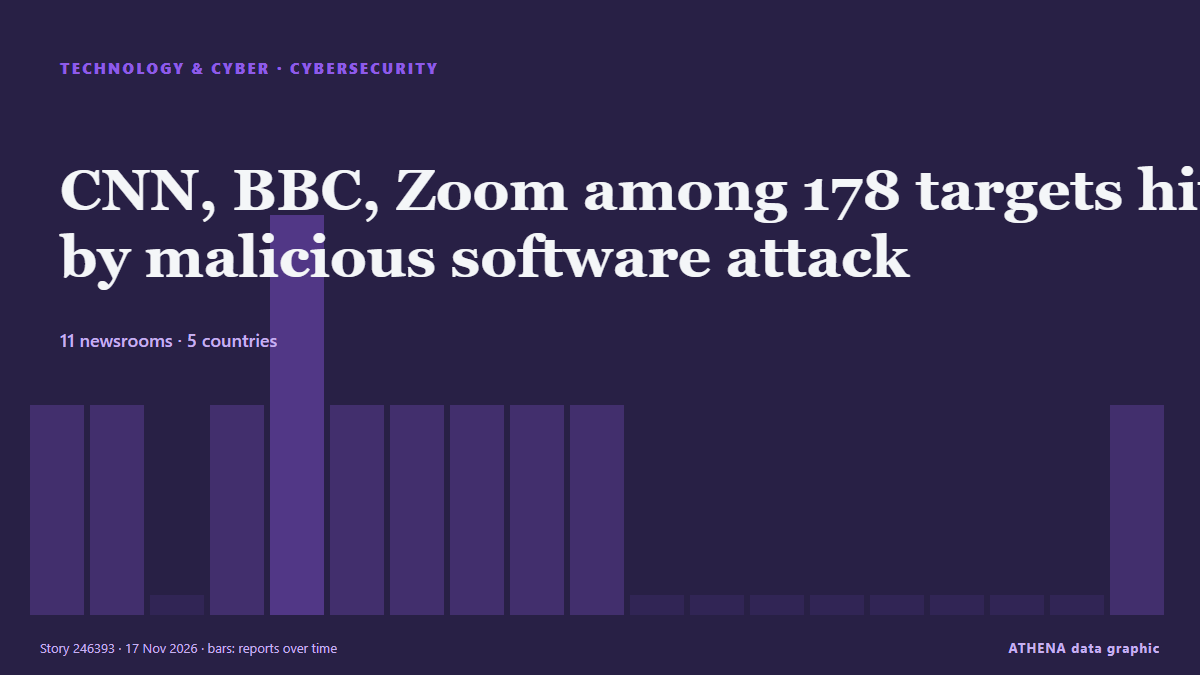 TECHNOLOGY & CYBER · CYBERSECURITY
CNN, BBC, Zoom among 178 targets hit
by malicious software attack
11 newsrooms · 5 countries
Story 246393 · 17 Nov 2026 · bars: reports over time
ATHENA data graphic